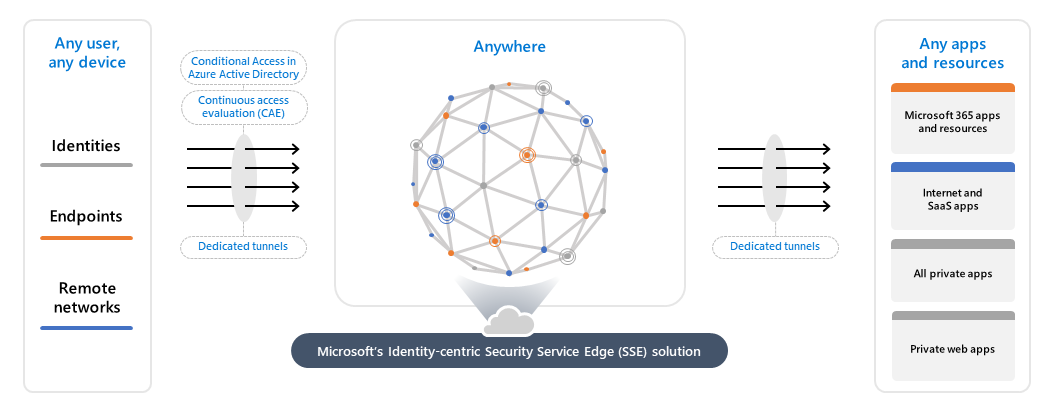 Any user,
any device
Identities
Endpoints
Remote
networks
Conditional Access in
Azure Active Directory
Continuous access
evaluation (CAE)
Dedicated tunnels
Anywhere
Microsoft's Identity-centric Security Service Edge (SSE) solution
Dedicated tunnels
Any apps
and resources
Microsoft 365 apps
and resources
Internet and
SaaS apps
All private apps
Private web apps